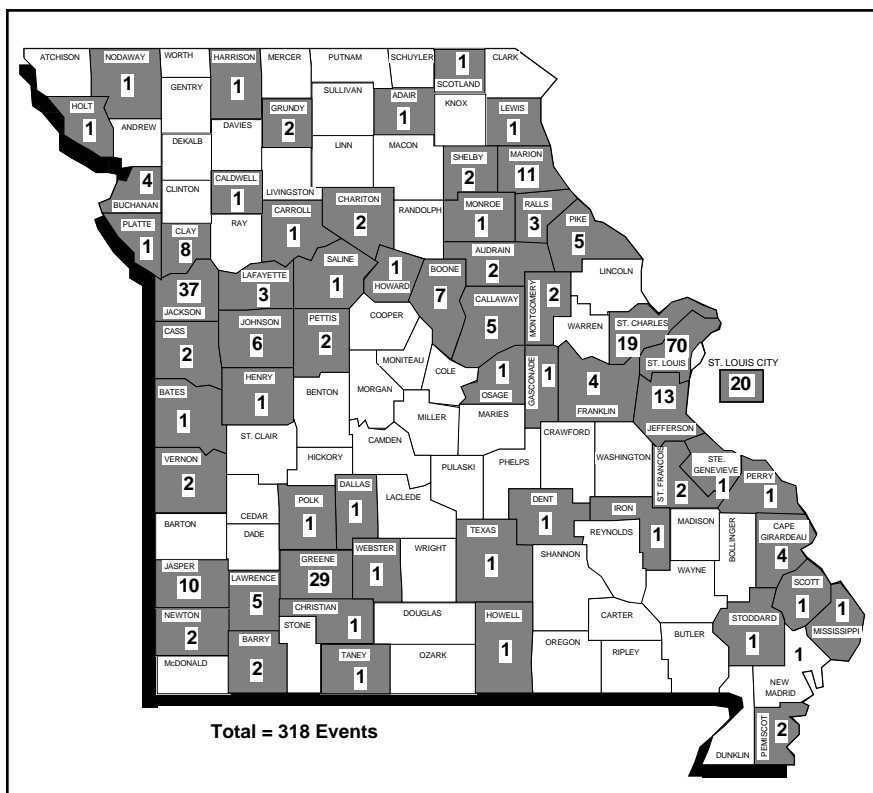 ATCHISON
NODAWAY
1
WORTH
HARRISON
1
MERCER
PUTNAM
SCHUYLER
1
SCOTLAND
CLARK
HOLT
1
GENTRY
GRUNDY
2
SULLIVAN
ADAIR
1
KNOX
LEWIS
1
ANDREW
DEKALB
DAVIES
LINN
MACON
SHELBY
2
MARION
11
4
BUCHANAN
CLINTON
CALDWELL
1
LIVINGSTON
CHARITON
2
RANDOLPH
MONROE
1
RALLS
3
PIKE
5
PLATTE
1
CLAY
8
RAY
CARROLL
1
SALINE
1
1
HOWARD
BOONE
7
AUDRAIN
2
LINCOLN
37
JACKSON
LAFAYETTE
3
CALLAWAY
5
MONTGOMERY
2
WARREN
ST. CHARLES
19
70
ST. LOUIS
ST. LOUIS CITY
20
CASS
2
JOHNSON
6
PETTIS
2
COOPER
MONITEAU
COLE
1
OSAGE
GASCONADE
1
4
FRANKLIN
13
JEFFERSON
BATES
1
HENRY
1
BENTON
MORGAN
MILLER
MARIES
ST. CLAIR
CAMDEN
CRAWFORD
WASHINGTON
ST. FRANCOIS
2
STE.
GENEVIEVE
1
PERRY
1
VERNON
2
HICKORY
PULASKI
PHELPS
CEDAR
POLK
1
DALLAS
1
LACLEDE
DENT
1
IRON
1
MADISON
BOLLINGER
CAPE
GIRARDEAU
4
BARTON
DADE
TEXAS
1
REYNOLDS
JASPER
10
LAWRENCE
5
GREENE
29
WEBSTER
1
WRIGHT
SHANNON
WAYNE
SCOTT
1
1
MISSISSIPPI
NEWTON
2
CHRISTIAN
1
DOUGLAS
HOWELL
1
CARTER
STODDARD
1
STONE
BARRY
2
TANEY
1
OZARK
OREGON
RIPLEY
BUTLER
1
NEW
MADRID
McDONALD
PEMISCOT
2
DUNKLIN
Total = 318 Events